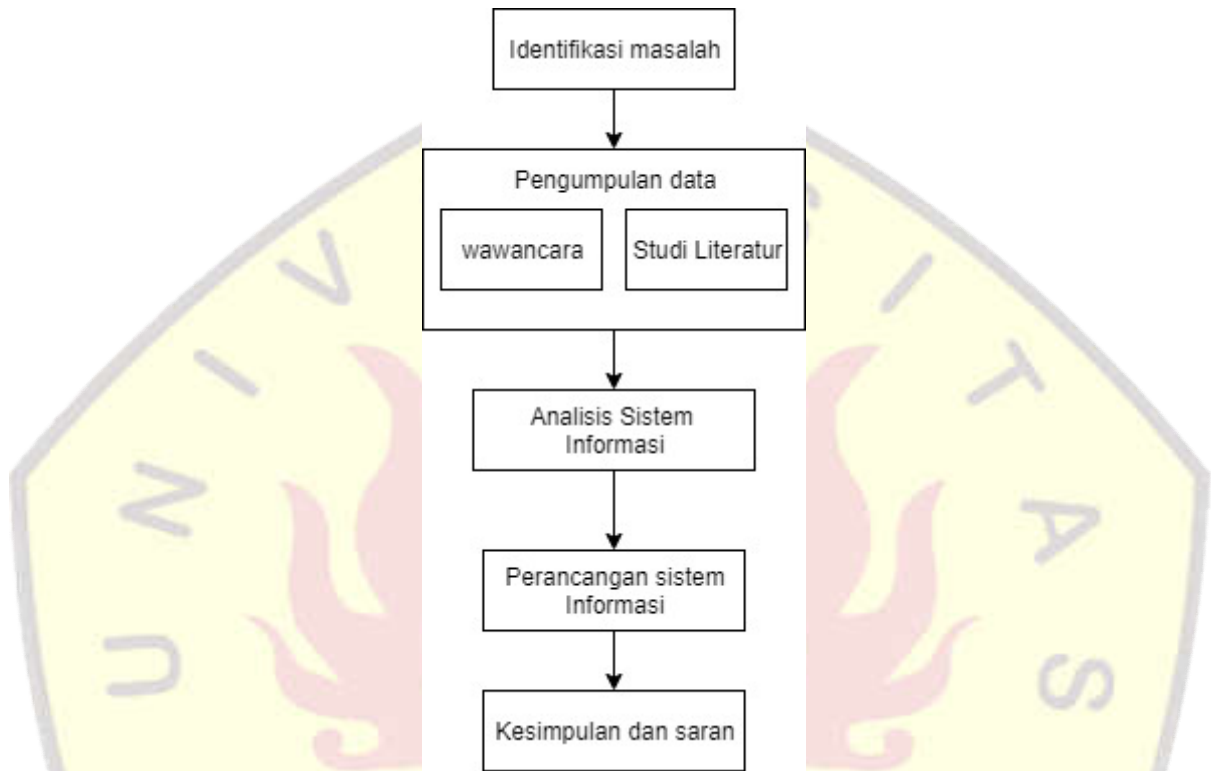 Identifikasi masalah
Pengumpulan data
wawancara
Studi Literatur
Analisis Sistem
Informasi
Perancangan sistem
Informasi
Kesimpulan dan saran
U N I V S I T A S